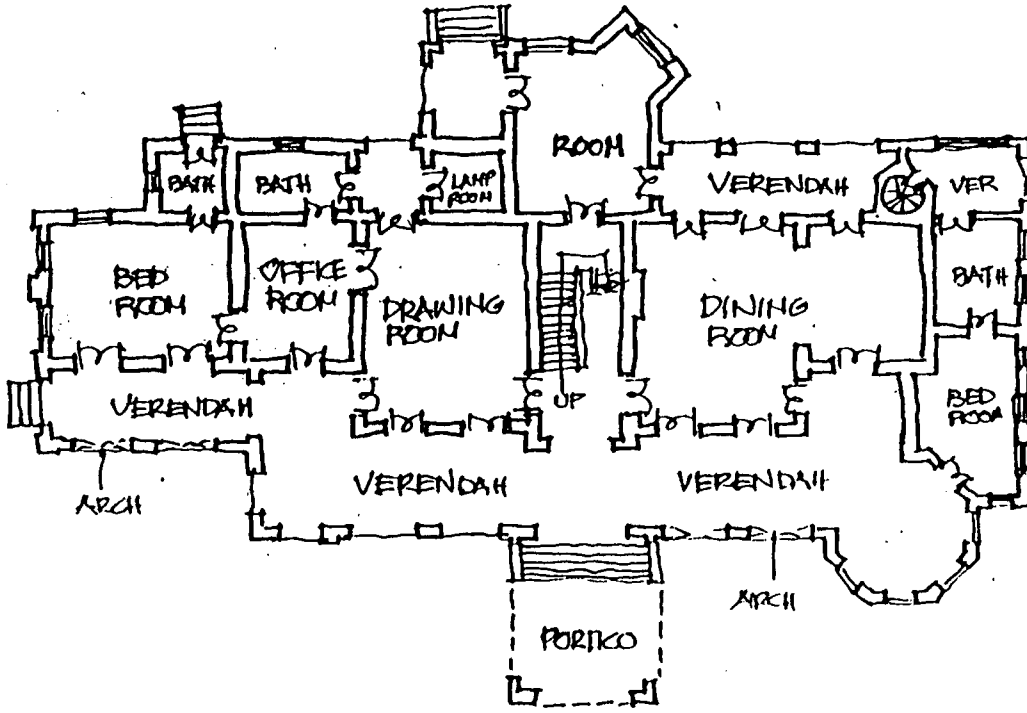 ROOM
BATH
BATH
LAMP
ROOM
VERENDAH
VER
BED
ROOM
OFFICE
ROOM
DRAWING
ROOM
DINING
ROOM
BATH
UP
BED
ROOM
VERENDAH
VERENDAH
VERENDAH
ARCH
ARCH
PORTICO